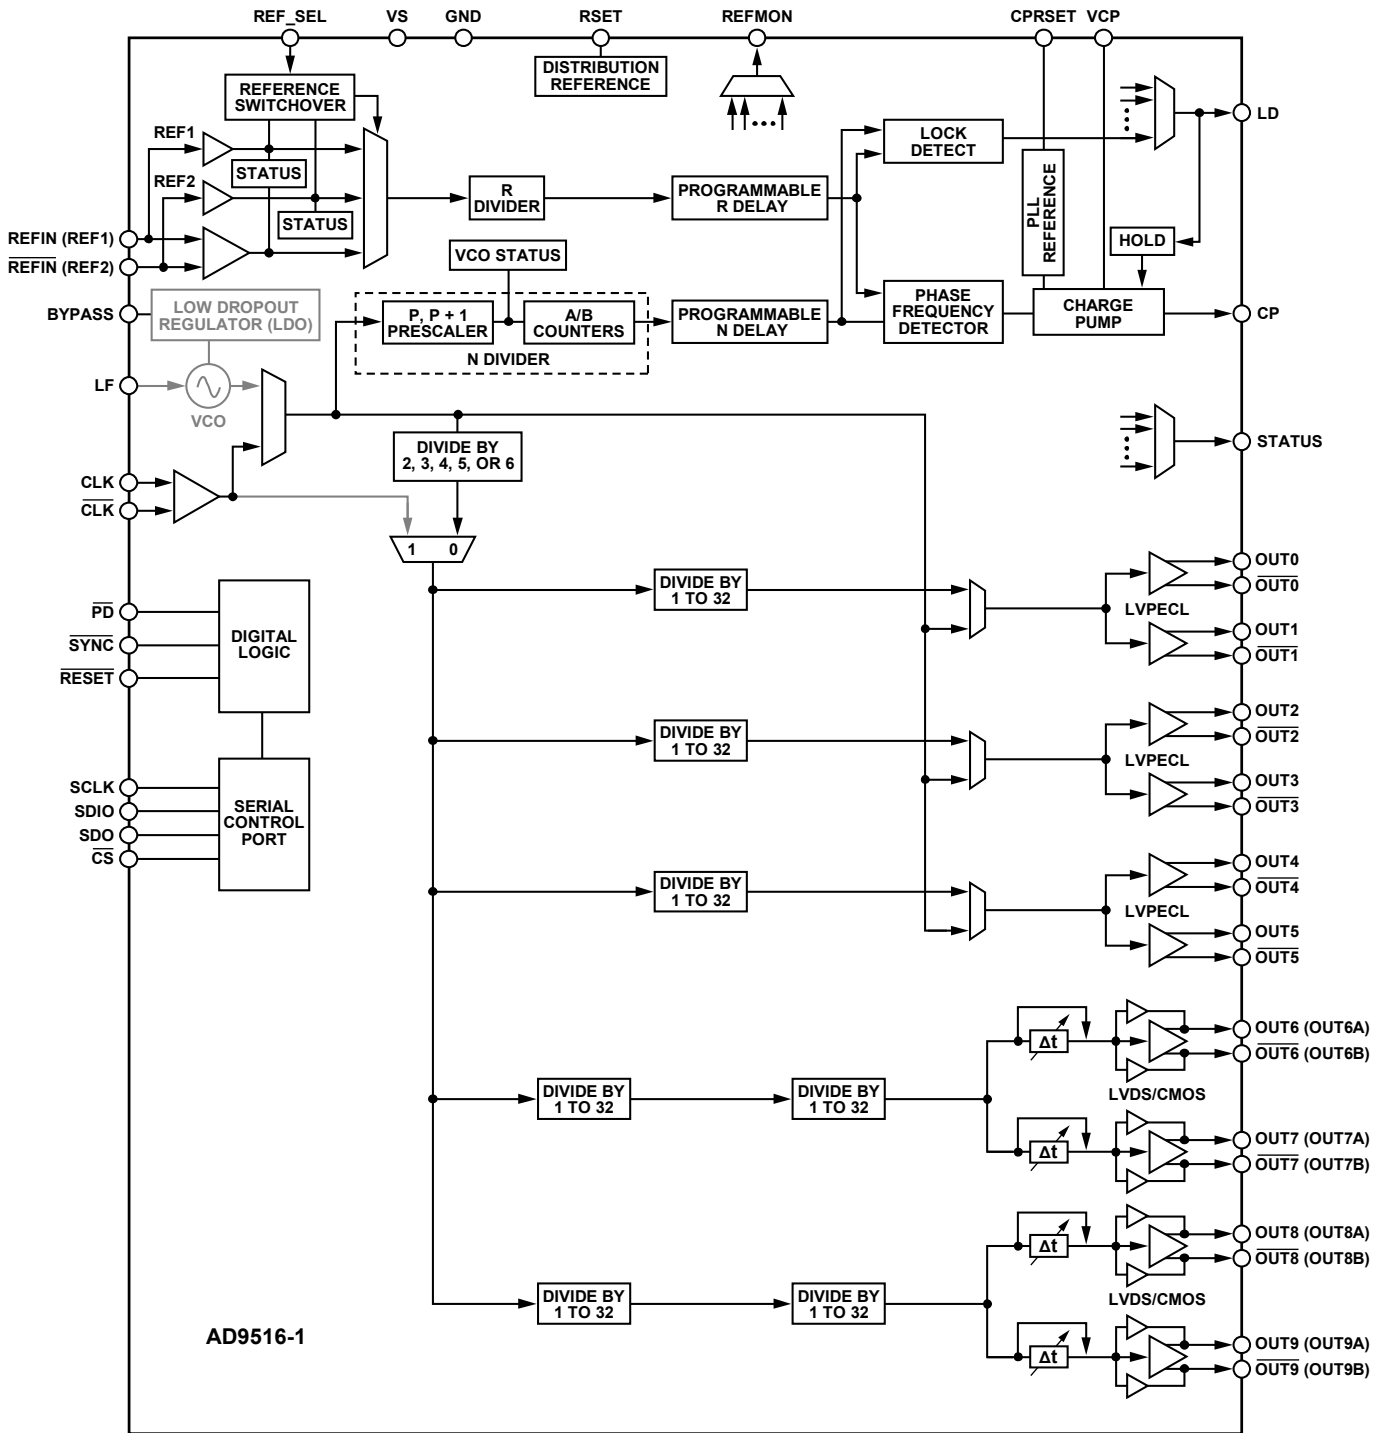 REF_SEL VS GND RSET REFMON CPRSET VCP
DISTRIBUTION
REFERENCE
REFERENCE
SWITCHOVER
REF1
STATUS
REF2
STATUS
R
DIVIDER
PROGRAMMABLE
R DELAY
LOCK
DETECT
PLL
REFERENCE
LD
HOLD
REFIN (REF1)
REFIN (REF2)
VCO STATUS
BYPASS
LOW DROPOUT
REGULATOR (LDO)
P, P + 1
PRESCALER
A/B
COUNTERS
N DIVIDER
PROGRAMMABLE
N DELAY
PHASE
FREQUENCY
DETECTOR
CHARGE
PUMP
CP
LF
VCO
DIVIDE BY
2, 3, 4, 5, OR 6
STATUS
CLK
CLK
1 0
DIVIDE BY
1 TO 32
LVPECL
OUT0
OUT0
OUT1
OUT1
PD
SYNC
RESET
DIGITAL
LOGIC
DIVIDE BY
1 TO 32
LVPECL
OUT2
OUT2
OUT3
OUT3
SCLK
SDIO
SDO
CS
SERIAL
CONTROL
PORT
DIVIDE BY
1 TO 32
LVPECL
OUT4
OUT4
OUT5
OUT5
DIVIDE BY
1 TO 32
DIVIDE BY
1 TO 32
Δt
Δt
LVDS/CMOS
OUT6 (OUT6A)
OUT6 (OUT6B)
OUT7 (OUT7A)
OUT7 (OUT7B)
DIVIDE BY
1 TO 32
DIVIDE BY
1 TO 32
Δt
Δt
LVDS/CMOS
OUT8 (OUT8A)
OUT8 (OUT8B)
OUT9 (OUT9A)
OUT9 (OUT9B)
AD9516-1